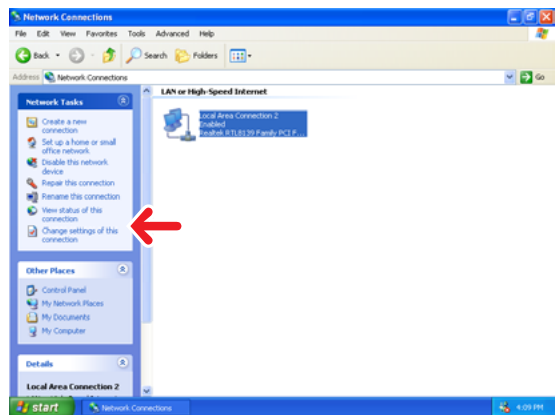 Network Connections
File Edit View Favorites Tools Advanced Help
Back Search Folders
Address Network Connections Go
Network Tasks
Create a new
connection
Set up a home or small
office network
Disable this network
device
Repair this connection
Rename this connection
View status of this
connection
Change settings of this
connection
Other Places
Control Panel
My Network Places
My Documents
My Computer
Details
Local Area Connection 2
LAN or High-Speed Internet
Local Area Connection 2
Enabled
Realtek RTL8139 Family PCI F...
start Network Connections 4:09 PM